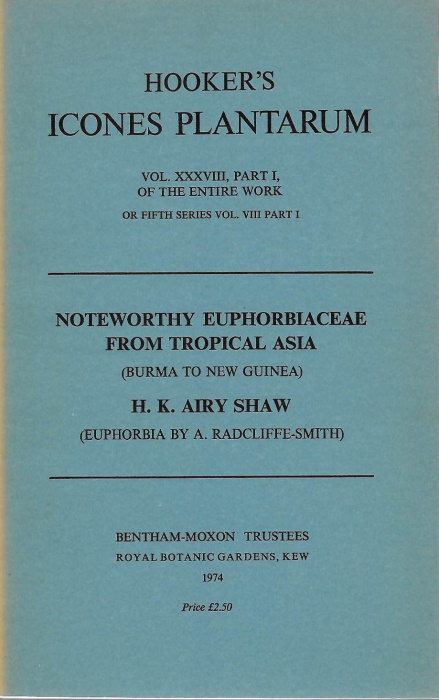 HOOKER'S
ICONES PLANTARUM
VOL. XXXVIII, PART I,
OF THE ENTIRE WORK
OR FIFTH SERIES VOL. VIII PART I
NOTEWORTHY EUPHORBIACEAE
FROM TROPICAL ASIA
(BURMA TO NEW GUINEA)
H. K. AIRY SHAW
(EUPHORBIA BY A. RADCLIFFE-SMITH)
BENTHAM-MOXON TRUSTEES
ROYAL BOTANIC GARDENS, KEW
1974
Price £2.50